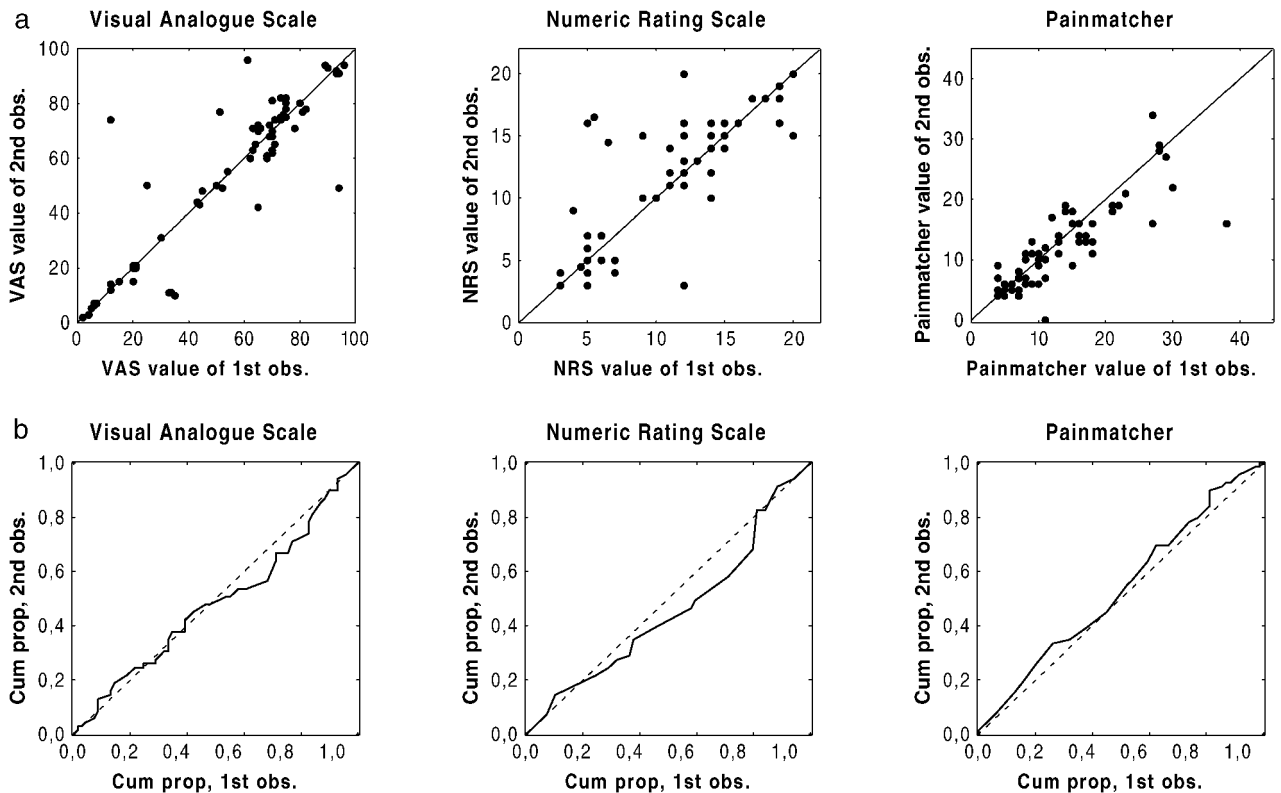 a
Visual Analogue Scale
100
80
60
40
20
0
0 20 40 60 80 100
VAS value of 2nd obs.
VAS value of 1st obs.
Numeric Rating Scale
20
15
10
5
0
0 5 10 15 20
NRS value of 2nd obs.
NRS value of 1st obs.
Painmatcher
40
30
20
10
0
0 10 20 30 40
Painmatcher value of 2nd obs.
Painmatcher value of 1st obs.
b
Visual Analogue Scale
1,0
0,8
0,6
0,4
0,2
0,0
0,0 0,2 0,4 0,6 0,8 1,0
Cum prop, 2nd obs.
Cum prop, 1st obs.
Numeric Rating Scale
1,0
0,8
0,6
0,4
0,2
0,0
0,0 0,2 0,4 0,6 0,8 1,0
Cum prop, 2nd obs.
Cum prop, 1st obs.
Painmatcher
1,0
0,8
0,6
0,4
0,2
0,0
0,0 0,2 0,4 0,6 0,8 1,0
Cum prop, 2nd obs.
Cum prop, 1st obs.